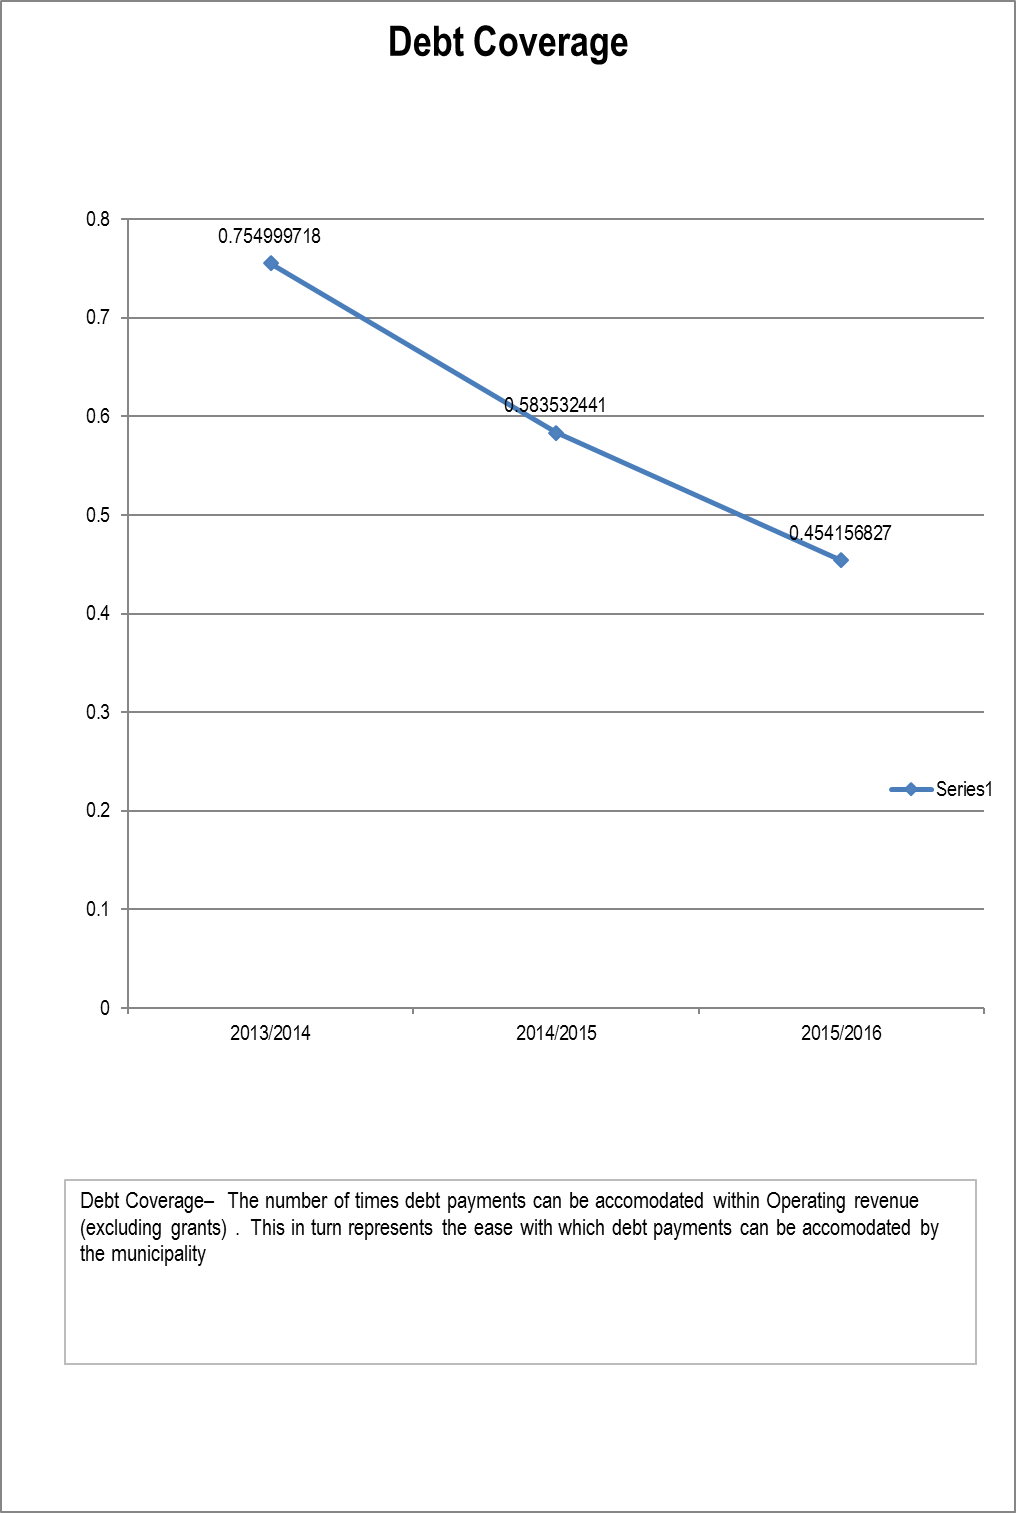 Debt Coverage
0.8
0.754999718
0.7
0.583532441
0.6
0.5
0.454156827
0.4
0.3
Series1
0.2
0.1
0
2013/2014 2014/2015 2015/2016
Debt Coverage– The number of times debt payments can be accomodated within Operating revenue
(excluding grants) . This in turn represents the ease with which debt payments can be accomodated by
the municipality